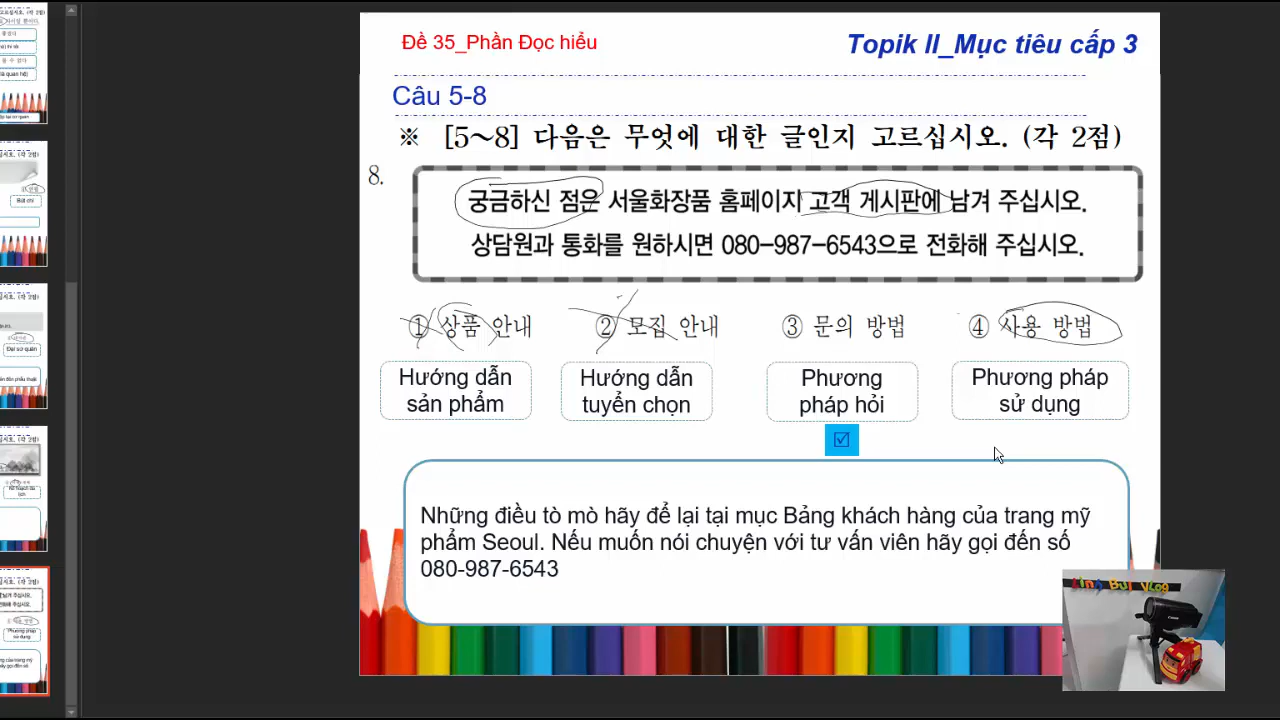 Đề 35_Phần Đọc hiểu
Topik II_Mục tiêu cấp 3
Câu 5-8
※ [5～8] 다음은 무엇에 대한 글인지 고르십시오. (각 2점)
8.
궁금하신 점은 서울화장품 홈페이지 고객 게시판에 남겨 주십시오.
상담원과 통화를 원하시면 080-987-6543으로 전화해 주십시오.
① 상품 안내 ② 모집 안내 ③ 문의 방법 ④ 사용 방법
Hướng dẫn sản phẩm
Hướng dẫn tuyển chọn
Phương pháp hỏi
Phương pháp sử dụng
Những điều tò mò hãy để lại tại mục Bảng khách hàng của trang mỹ
phẩm Seoul. Nếu muốn nói chuyện với tư vấn viên hãy gọi đến số
080-987-6543
Linh Bùi Vlog